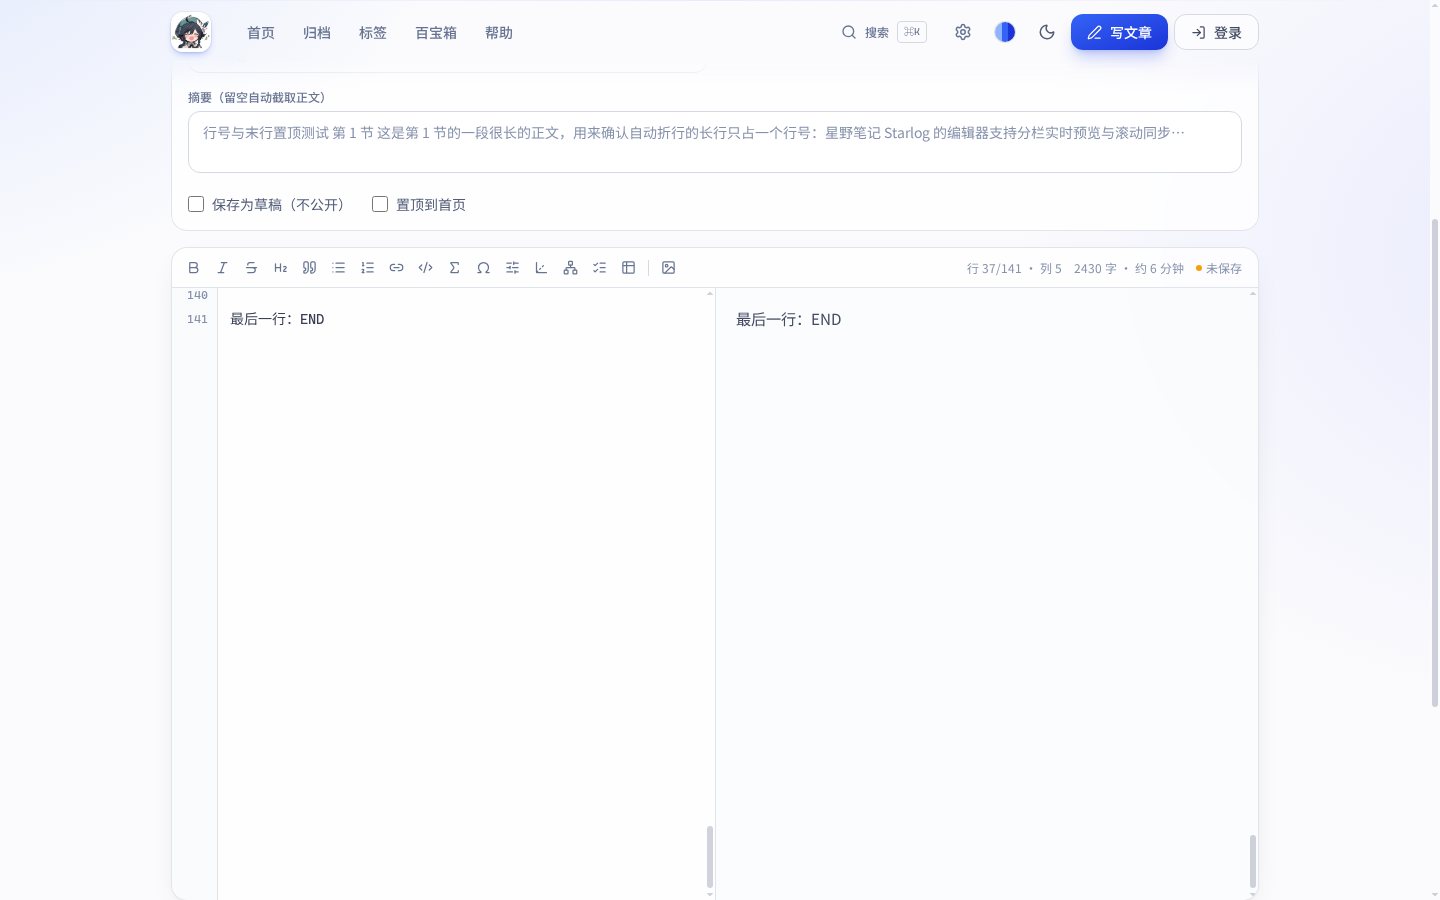 首页 归档 标签 百宝箱 帮助 搜索 ⌘K 写文章 登录
摘要（留空自动截取正文）
行号与末行置顶测试 第 1 节 这是第 1 节的一段很长的正文，用来确认自动折行的长行只占一个行号：星野笔记 Starlog 的编辑器支持分栏实时预览与滚动同步…
保存为草稿（不公开） 置顶到首页
H2 行 37/141 · 列 5 2430 字 · 约 6 分钟 未保存
140
141 最后一行：END 最后一行：END